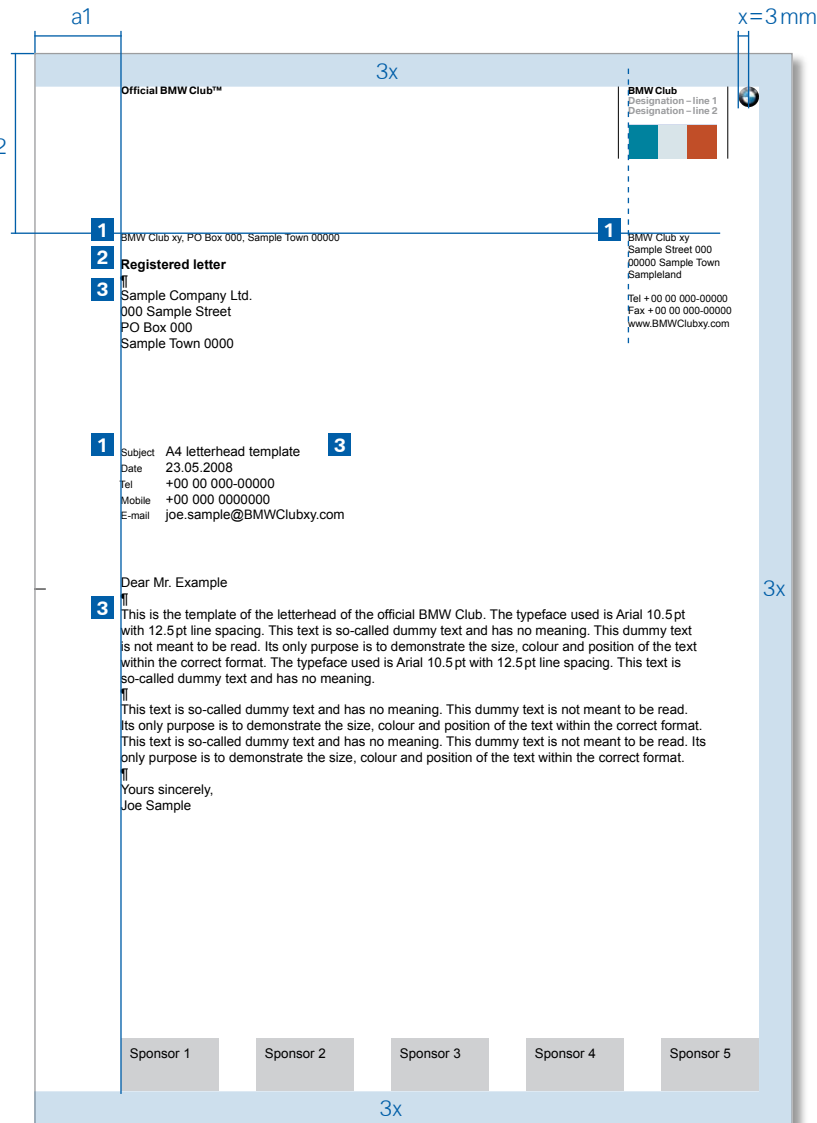 a1
x=3 mm
3x
Official BMW Club™
BMW Club
Designation – line 1
Designation – line 2
2
1
BMW Club xy, PO Box 000, Sample Town 00000
1
BMW Club xy
Sample Street 000
00000 Sample Town
Sampleland
Tel +00 00 000-00000
Fax +00 00 000-00000
www.BMWClubxy.com
2
Registered letter
¶
3
Sample Company Ltd.
000 Sample Street
PO Box 000
Sample Town 0000
1
Subject A4 letterhead template
3
Date 23.05.2008
Tel +00 00 000-00000
Mobile +00 000 0000000
E-mail joe.sample@BMWClubxy.com
Dear Mr. Example
¶
3x
3
This is the template of the letterhead of the official BMW Club. The typeface used is Arial 10.5 pt
with 12.5 pt line spacing. This text is so-called dummy text and has no meaning. This dummy text
is not meant to be read. Its only purpose is to demonstrate the size, colour and position of the text
within the correct format. The typeface used is Arial 10.5 pt with 12.5 pt line spacing. This text is
so-called dummy text and has no meaning.
¶
This text is so-called dummy text and has no meaning. This dummy text is not meant to be read.
Its only purpose is to demonstrate the size, colour and position of the text within the correct format.
This text is so-called dummy text and has no meaning. This dummy text is not meant to be read. Its
only purpose is to demonstrate the size, colour and position of the text within the correct format.
¶
Yours sincerely,
Joe Sample
Sponsor 1
Sponsor 2
Sponsor 3
Sponsor 4
Sponsor 5
3x